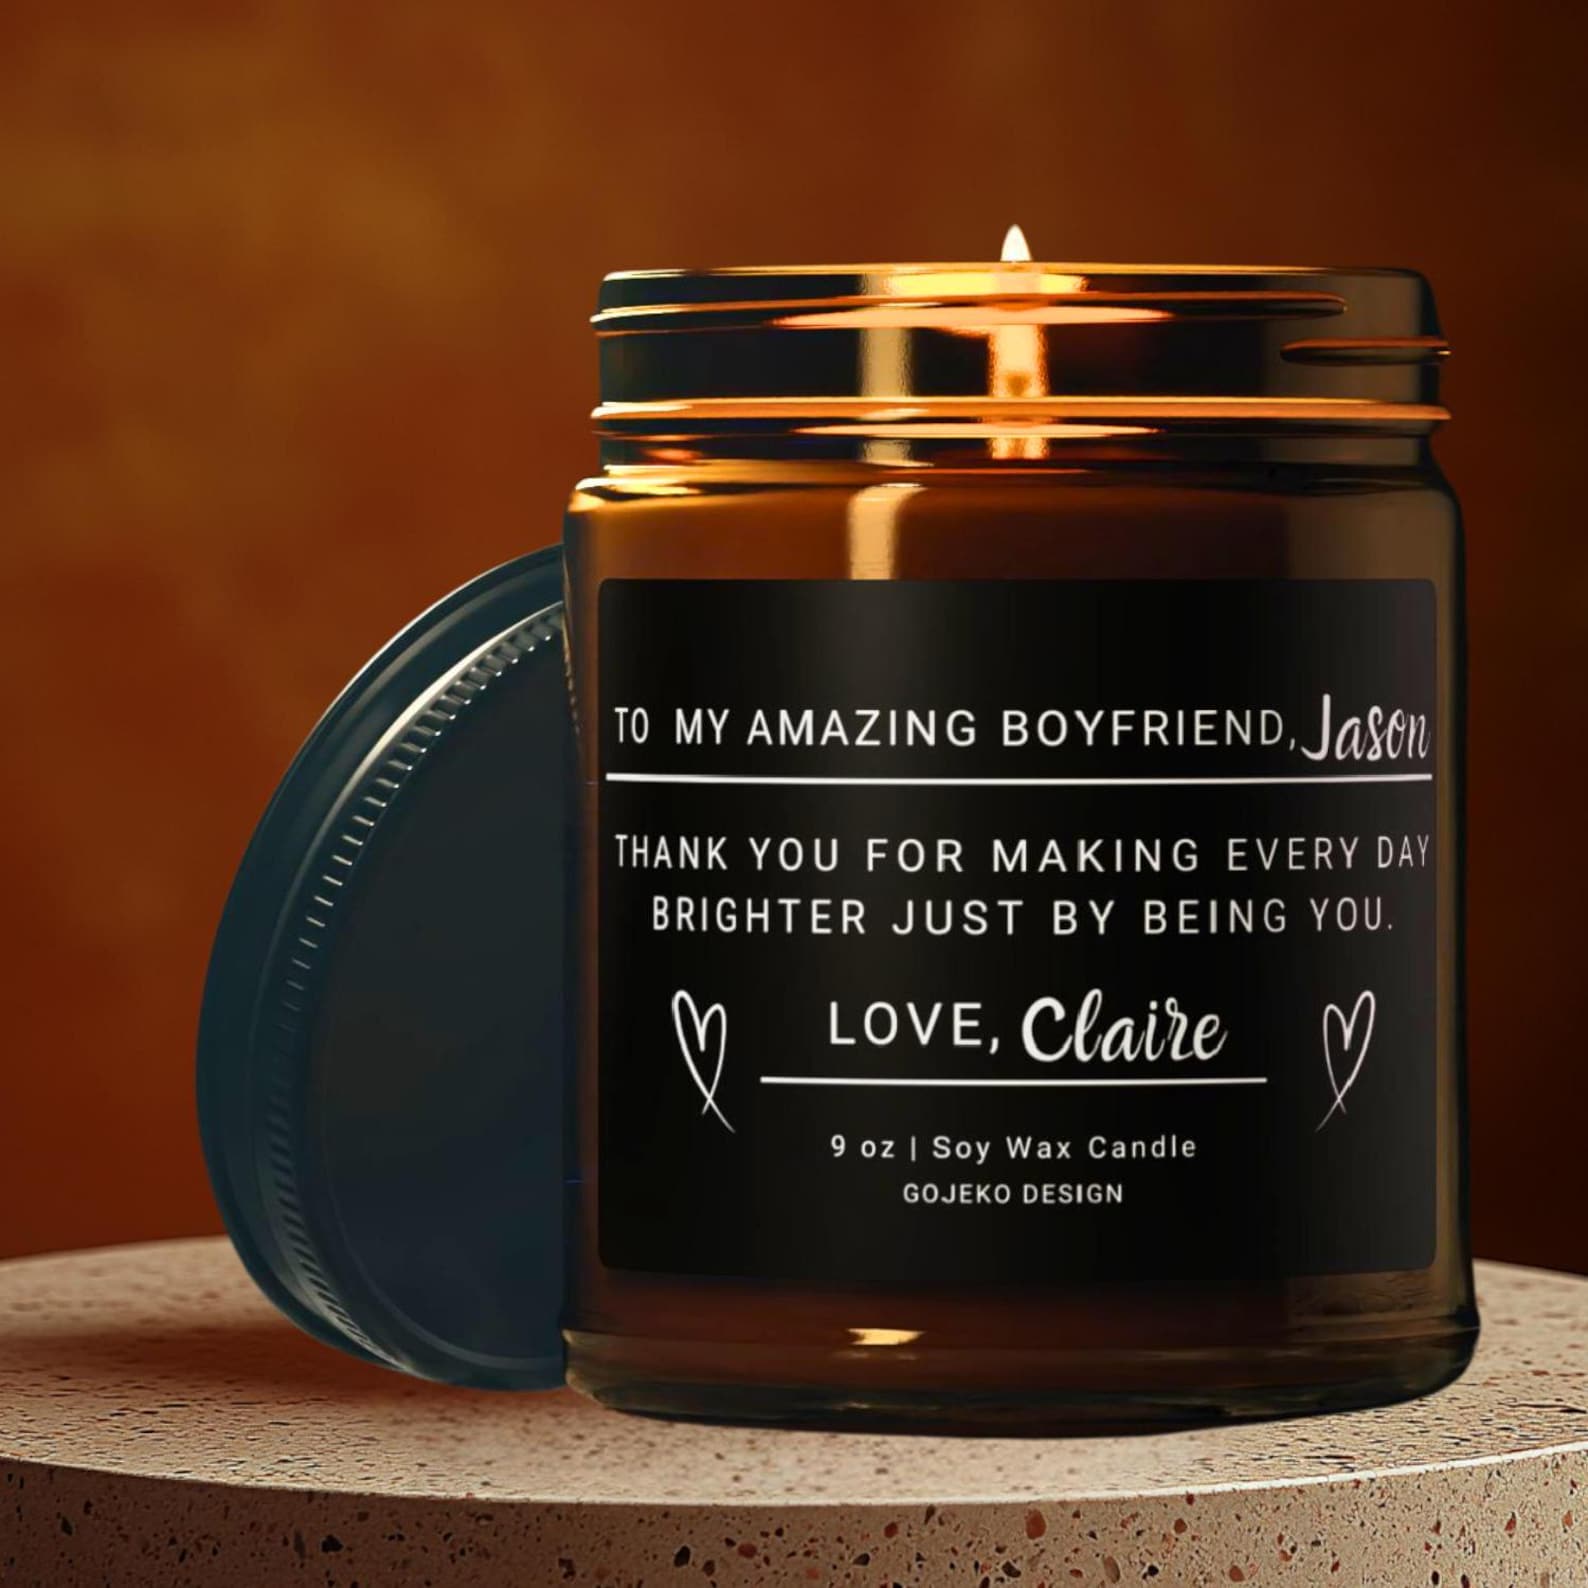 TO MY AMAZING BOYFRIEND, Jason
THANK YOU FOR MAKING EVERY DAY
BRIGHTER JUST BY BEING YOU.
LOVE, Claire
9 oz | Soy Wax Candle
GOJEKO DESIGN